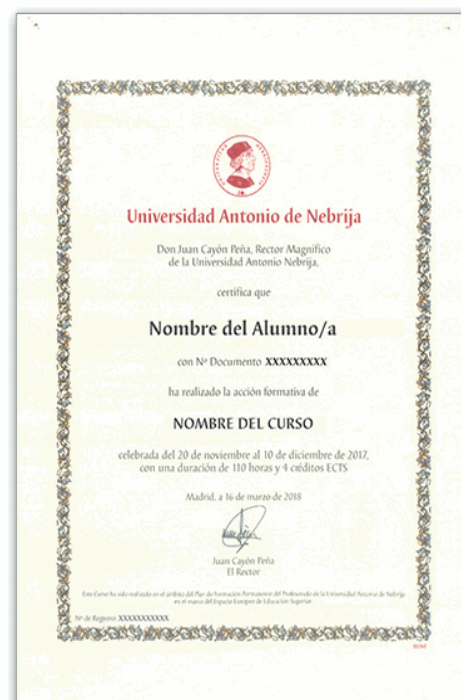 Universidad Antonio de Nebrija
Don Juan Cayón Peña, Rector Magnífico
de la Universidad Antonio Nebrija,
certifica que
Nombre del Alumno/a
con Nº Documento XXXXXXXXX
ha realizado la acción formativa de
NOMBRE DEL CURSO
celebrada del 20 de noviembre al 10 de diciembre de 2017,
con una duración de 110 horas y 4 créditos ECTS
Madrid, a 16 de marzo de 2018
Juan Cayón Peña
El Rector
Este Curso ha sido realizado en el ámbito del Plan de Formación Permanente del Profesorado de la Universidad Antonio de Nebrija
en el marco del Espacio Europeo de Educación Superior.
Nº de Registro XXXXXXXXXXX